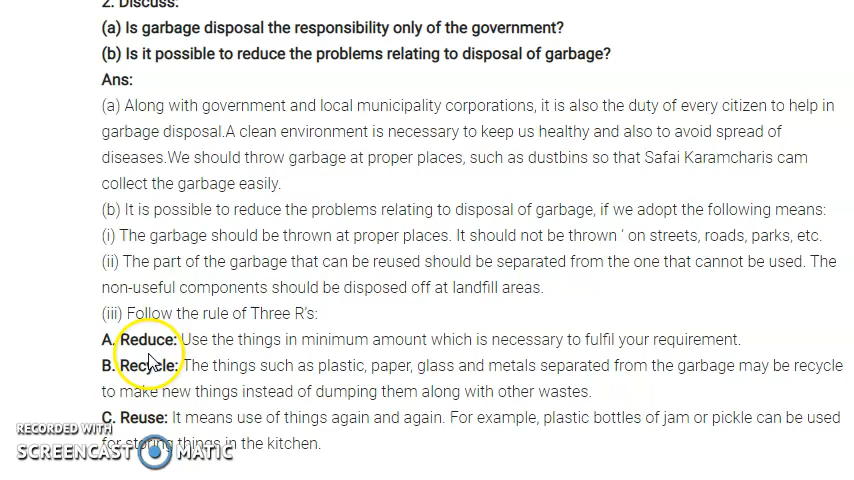 2. Discuss:
(a) Is garbage disposal the responsibility only of the government?
(b) Is it possible to reduce the problems relating to disposal of garbage?
Ans:
(a) Along with government and local municipality corporations, it is also the duty of every citizen to help in
garbage disposal.A clean environment is necessary to keep us healthy and also to avoid spread of
diseases.We should throw garbage at proper places, such as dustbins so that Safai Karamcharis cam
collect the garbage easily.
(b) It is possible to reduce the problems relating to disposal of garbage, if we adopt the following means:
(i) The garbage should be thrown at proper places. It should not be thrown ‘ on streets, roads, parks, etc.
(ii) The part of the garbage that can be reused should be separated from the one that cannot be used. The
non-useful components should be disposed off at landfill areas.
(iii) Follow the rule of Three R’s:
A. Reduce: Use the things in minimum amount which is necessary to fulfil your requirement.
B. Recycle: The things such as plastic, paper, glass and metals separated from the garbage may be recycle
to make new things instead of dumping them along with other wastes.
C. Reuse: It means use of things again and again. For example, plastic bottles of jam or pickle can be used
for storing things in the kitchen.
RECORDED WITH
SCREENCAST MATIC